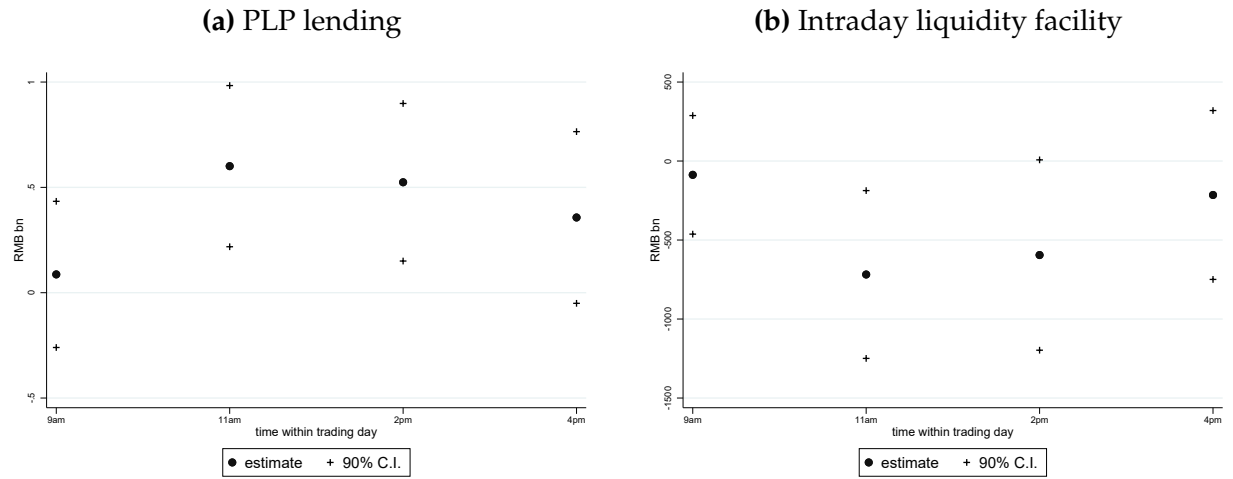 (a) PLP lending
1
.5
0
-.5
RMB bn
9am 11am 2pm 4pm
time within trading day
estimate 90% C.I.
(b) Intraday liquidity facility
500
0
-500
-1000
-1500
RMB bn
9am 11am 2pm 4pm
time within trading day
estimate 90% C.I.